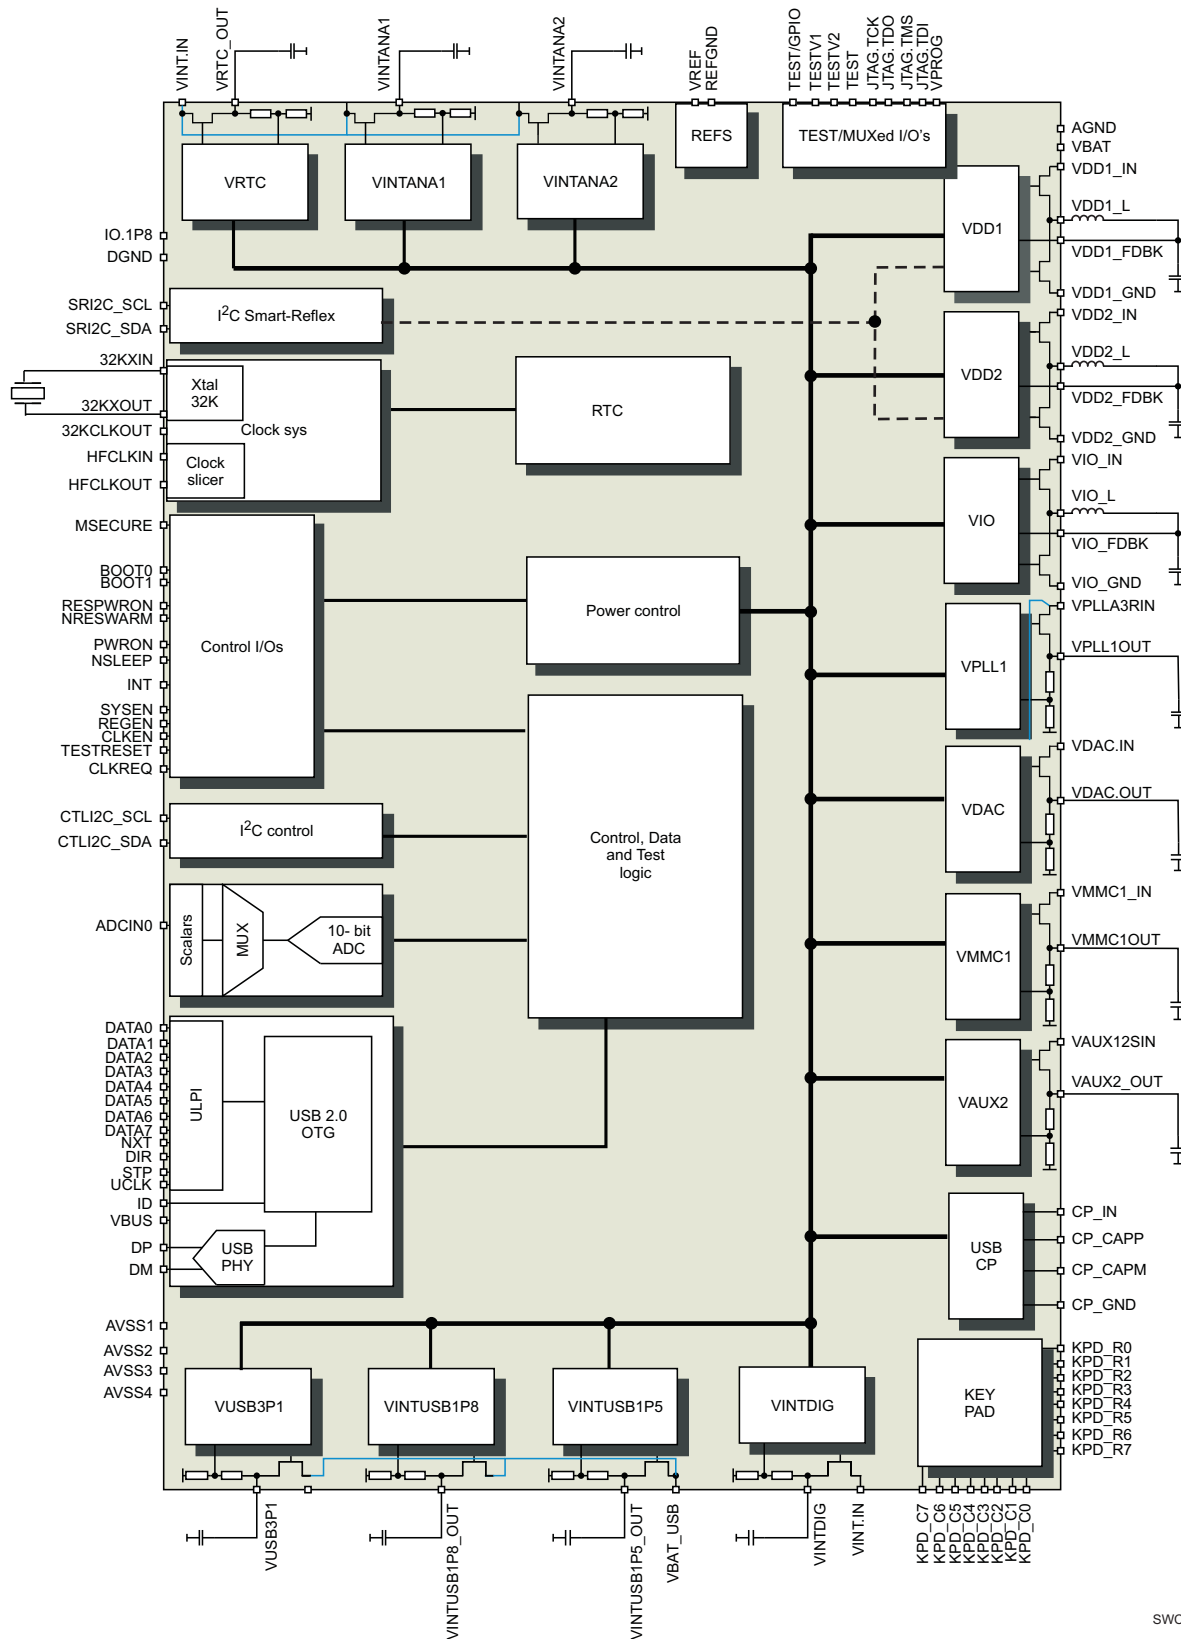 VINT.IN
VRTC_OUT
VINTANA1
VINTANA2
VREF
REFGND
TEST/GPIO
TESTV1
TESTV2
TEST
JTAG.TCK
JTAG.TDO
JTAG.TMS
JTAG.TDI
VPROG
REFS
TEST/MUXed I/O's
VRTC
VINTANA1
VINTANA2
AGND
VBAT
VDD1_IN
VDD1_L
VDD1_FDBK
VDD1_GND
VDD1
IO.1P8
DGND
SRI2C_SCL
SRI2C_SDA
I2C Smart-Reflex
VDD2_IN
VDD2_L
VDD2_FDBK
VDD2_GND
VDD2
32KXIN
32KXOUT
32KCLKOUT
HFCLKIN
HFCLKOUT
Xtal
32K
Clock sys
Clock
slicer
RTC
VIO_IN
VIO_L
VIO_FDBK
VIO_GND
VIO
MSECURE
BOOT0
BOOT1
RESPWRON
NRESWARM
PWRON
NSLEEP
INT
SYSEN
REGEN
CLKEN
TESTRESET
CLKREQ
Control I/Os
Power control
VPLLA3RIN
VPLL1OUT
VPLL1
VDAC.IN
VDAC.OUT
VDAC
CTLI2C_SCL
CTLI2C_SDA
I2C control
Control, Data
and Test
logic
ADCIN0
Scalars
MUX
10- bit
ADC
VMMC1_IN
VMMC1OUT
VMMC1
DATA0
DATA1
DATA2
DATA3
DATA4
DATA5
DATA6
DATA7
NXT
DIR
STP
UCLK
ID
VBUS
DP
DM
ULPI
USB 2.0
OTG
USB
PHY
VAUX12SIN
VAUX2_OUT
VAUX2
CP_IN
CP_CAPP
CP_CAPM
CP_GND
USB
CP
AVSS1
AVSS2
AVSS3
AVSS4
VUSB3P1
VINTUSB1P8
VINTUSB1P5
VINTDIG
KEY
PAD
KPD_R0
KPD_R1
KPD_R2
KPD_R3
KPD_R4
KPD_R5
KPD_R6
KPD_R7
VUSB3P1
VINTUSB1P8_OUT
VINTUSB1P5_OUT
VBAT_USB
VINTDIG
VINT.IN
KPD_C7
KPD_C6
KPD_C5
KPD_C4
KPD_C3
KPD_C2
KPD_C1
KPD_C0
SWC